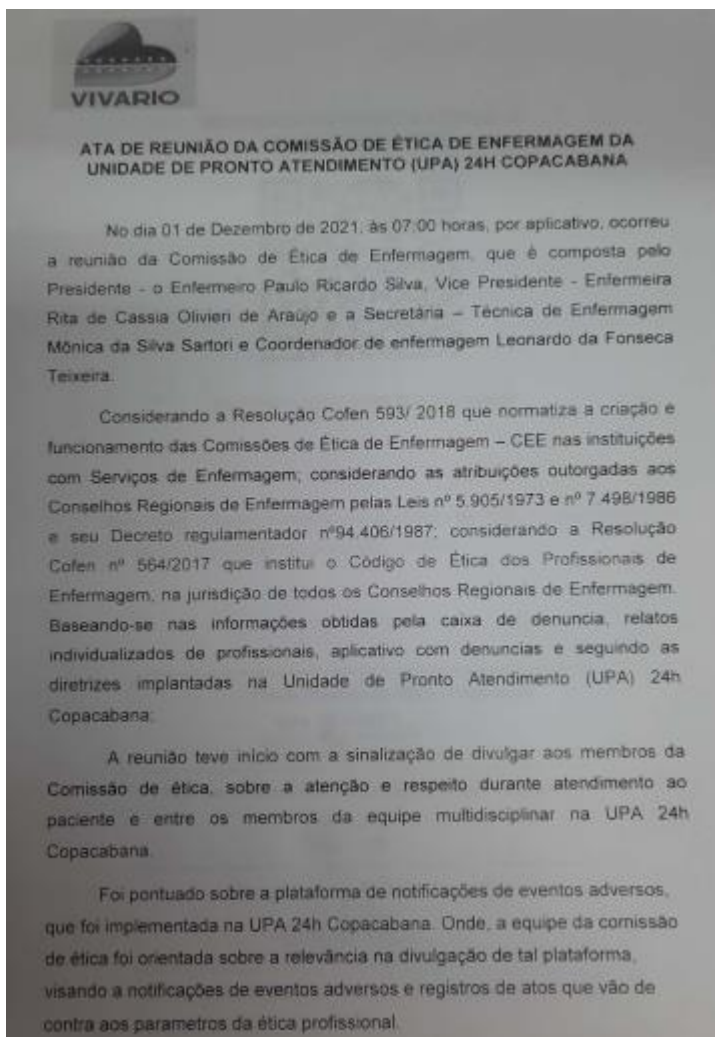 VIVARIO
ATA DE REUNIÃO DA COMISSÃO DE ÉTICA DE ENFERMAGEM DA
UNIDADE DE PRONTO ATENDIMENTO (UPA) 24H COPACABANA
No dia 01 de Dezembro de 2021, às 07:00 horas, por aplicativo, ocorreu
a reunião da Comissão de Ética de Enfermagem, que é composta pelo
Presidente - o Enfermeiro Paulo Ricardo Silva, Vice Presidente - Enfermeira
Rita de Cassia Olivieri de Araújo e a Secretária – Técnica de Enfermagem
Mônica da Silva Sartori e Coordenador de enfermagem Leonardo da Fonseca
Teixeira.
Considerando a Resolução Cofen 593/ 2018 que normatiza a criação e
funcionamento das Comissões de Ética de Enfermagem – CEE nas instituições
com Serviços de Enfermagem; considerando as atribuições outorgadas aos
Conselhos Regionais de Enfermagem pelas Leis nº 5.905/1973 e nº 7.498/1986
e seu Decreto regulamentador nº94.406/1987; considerando a Resolução
Cofen nº 564/2017 que institui o Código de Ética dos Profissionais de
Enfermagem, na jurisdição de todos os Conselhos Regionais de Enfermagem.
Baseando-se nas informações obtidas pela caixa de denuncia, relatos
individualizados de profissionais, aplicativo com denuncias e seguindo as
diretrizes implantadas na Unidade de Pronto Atendimento (UPA) 24h
Copacabana;
A reunião teve início com a sinalização de divulgar aos membros da
Comissão de ética, sobre a atenção e respeito durante atendimento ao
paciente e entre os membros da equipe multidisciplinar na UPA 24h
Copacabana.
Foi pontuado sobre a plataforma de notificações de eventos adversos,
que foi implementada na UPA 24h Copacabana. Onde, a equipe da comissão
de ética foi orientada sobre a relevância na divulgação de tal plataforma,
visando a notificações de eventos adversos e registros de atos que vão de
contra aos parametros da ética profissional.